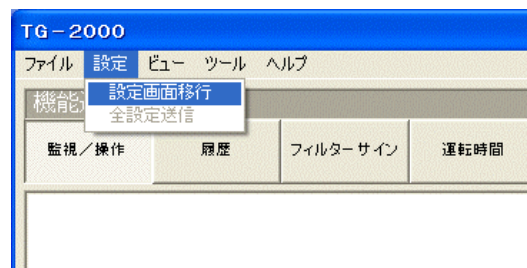 TG-2000
ファイル 設定 ビュー ツール ヘルプ
設定画面移行
機能
全設定送信
監視／操作 履歴 フィルターサイン 運転時間